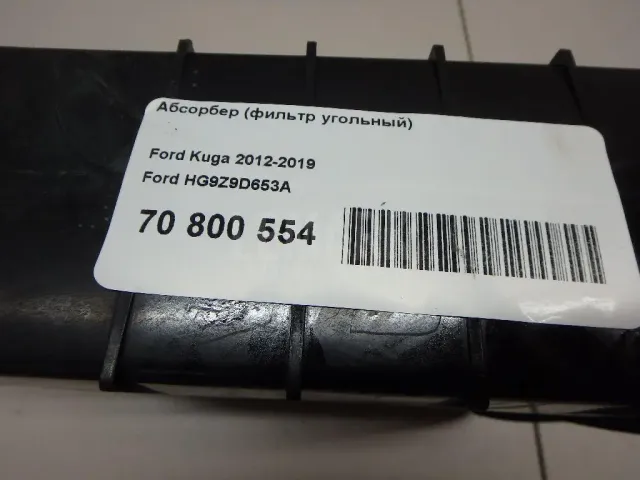 Абсорбер (фильтр угольный)
Ford Kuga 2012-2019
Ford HG9Z9D653A
70 800 554